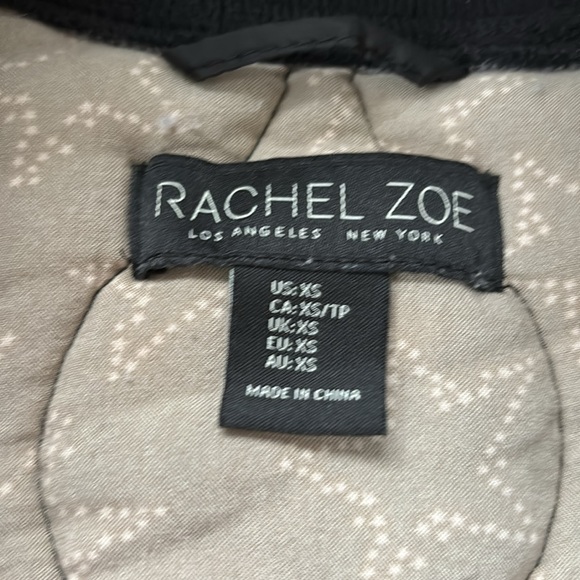 RACHEL ZOE
LOS ANGELES NEW YORK
US: XS
CA: XS/TP
UK: XS
EU: XS
AU: XS
MADE IN CHINA